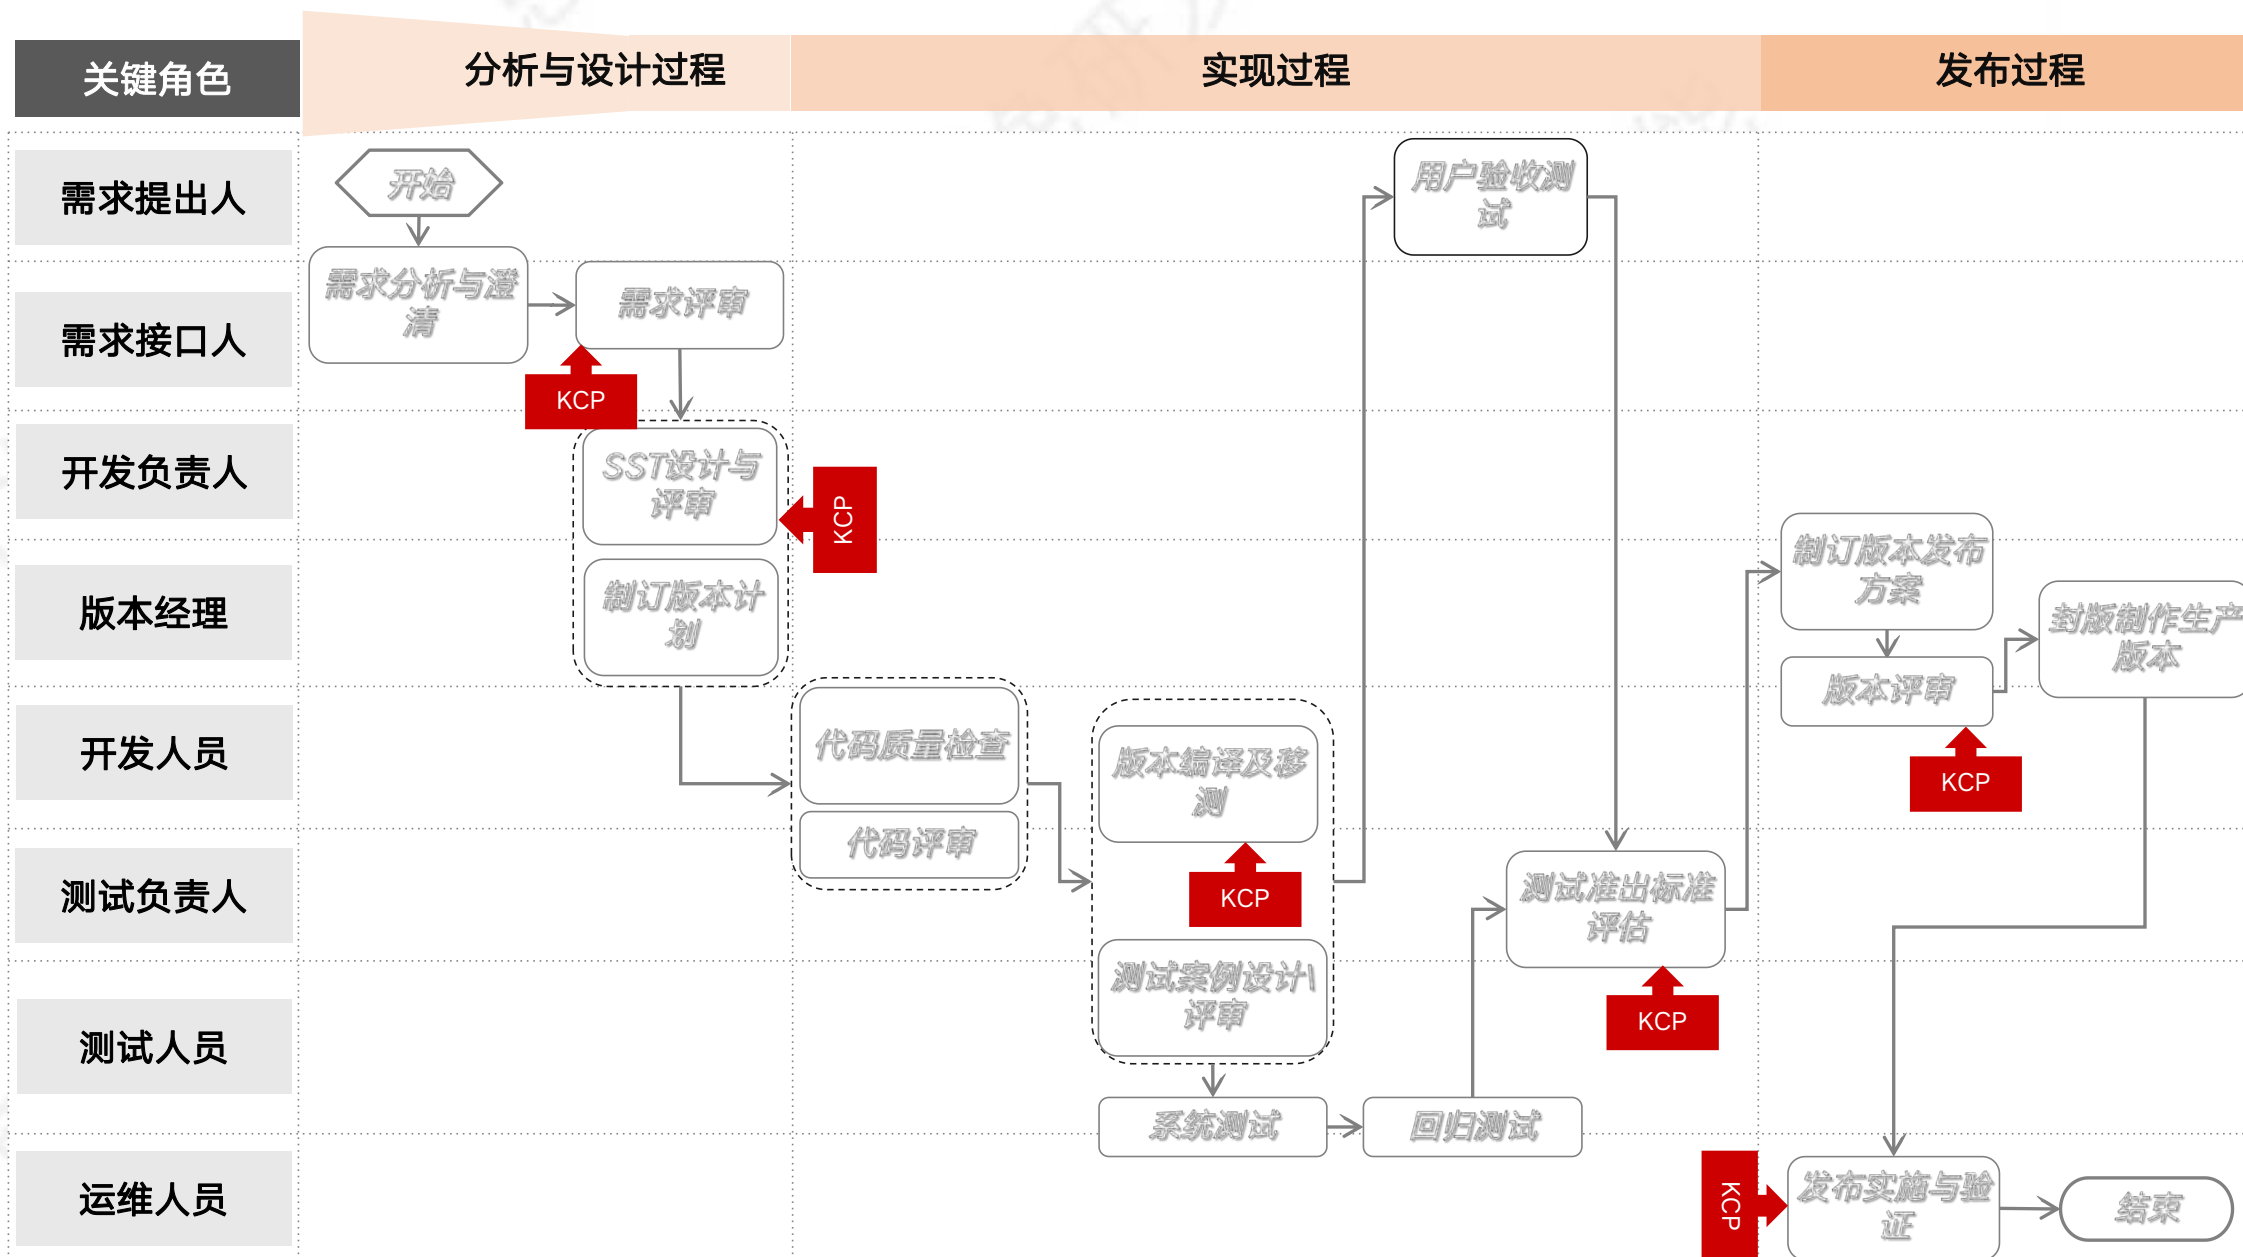 关键角色
分析与设计过程
实现过程
发布过程
需求提出人
开始
用户验收测
试
需求接口人
需求分析与澄
清
需求评审
KCP
开发负责人
SST设计与
评审
KCP
版本经理
制订版本计
划
制订版本发布
方案
版本评审
封版制作生产
版本
KCP
开发人员
代码质量检查
代码评审
版本编译及移
测
KCP
测试负责人
测试准出标准
评估
KCP
测试人员
测试案例设计\
评审
系统测试
回归测试
运维人员
KCP
发布实施与验
证
结束